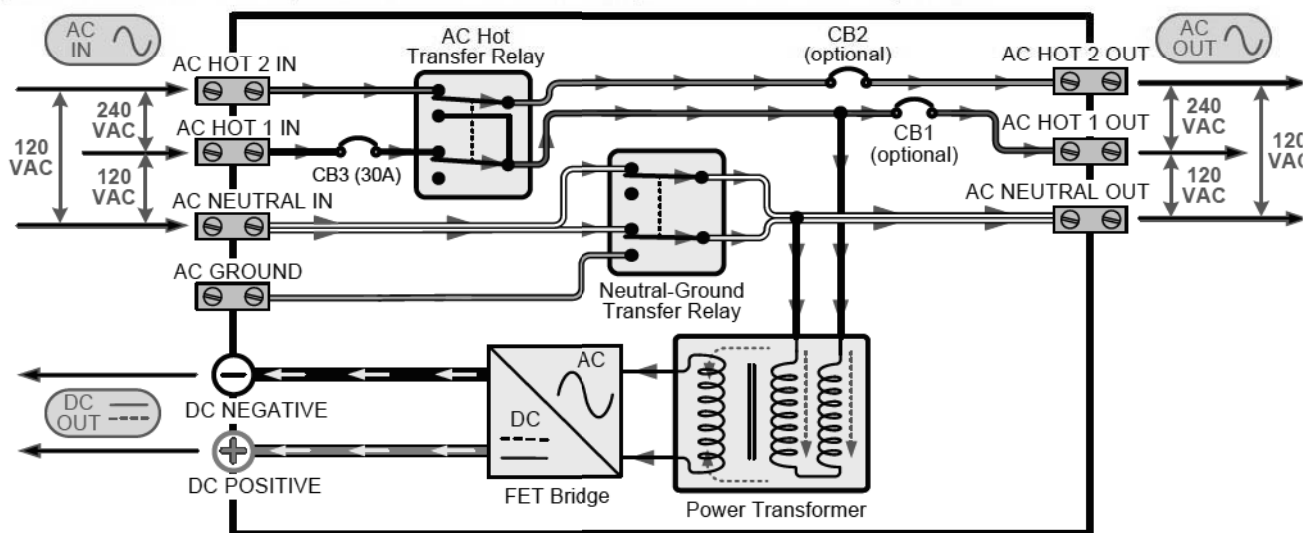 AC
IN
AC Hot
Transfer Relay
CB2
(optional)
AC HOT 2 OUT
AC
OUT
AC HOT 2 IN
240
VAC
AC HOT 1 IN
120
VAC
120
VAC
CB3 (30A)
CB1
(optional)
AC HOT 1 OUT
240
VAC
120
VAC
AC NEUTRAL IN
AC NEUTRAL OUT
120
VAC
AC GROUND
Neutral-Ground
Transfer Relay
AC
DC
DC
OUT
DC NEGATIVE
DC POSITIVE
FET Bridge
Power Transformer